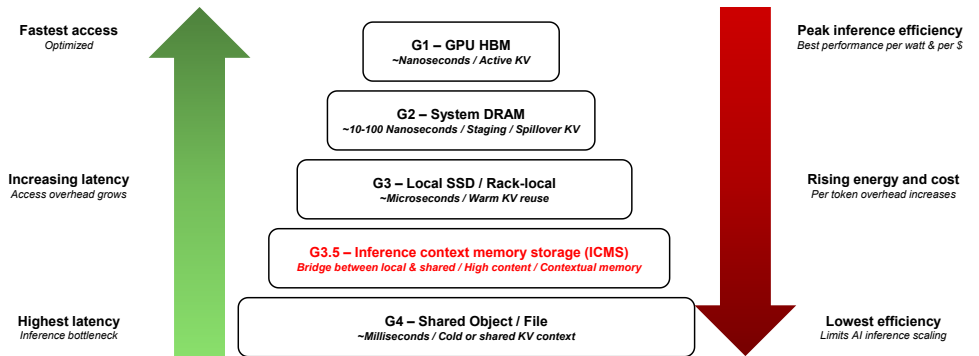 Fastest access
Optimized
G1 – GPU HBM
~Nanoseconds / Active KV
Peak inference efficiency
Best performance per watt & per $
G2 – System DRAM
~10-100 Nanoseconds / Staging / Spillover KV
Increasing latency
Access overhead grows
G3 – Local SSD / Rack-local
~Microseconds / Warm KV reuse
Rising energy and cost
Per token overhead increases
G3.5 – Inference context memory storage (ICMS)
Bridge between local & shared / High content / Contextual memory
Highest latency
Inference bottleneck
G4 – Shared Object / File
~Milliseconds / Cold or shared KV context
Lowest efficiency
Limits AI inference scaling